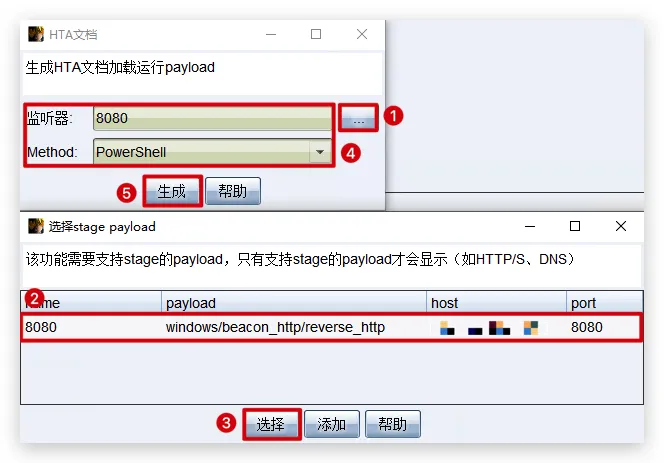 HTA文档
生成HTA文档加载运行payload
监听器: 8080 ... 1
Method: PowerShell 4
5 生成 帮助
选择stage payload
该功能需要支持stage的payload，只有支持stage的payload才会显示（如HTTP/S、DNS）
2 payload host port
8080 windows/beacon_http/reverse_http 8080
3 选择 添加 帮助